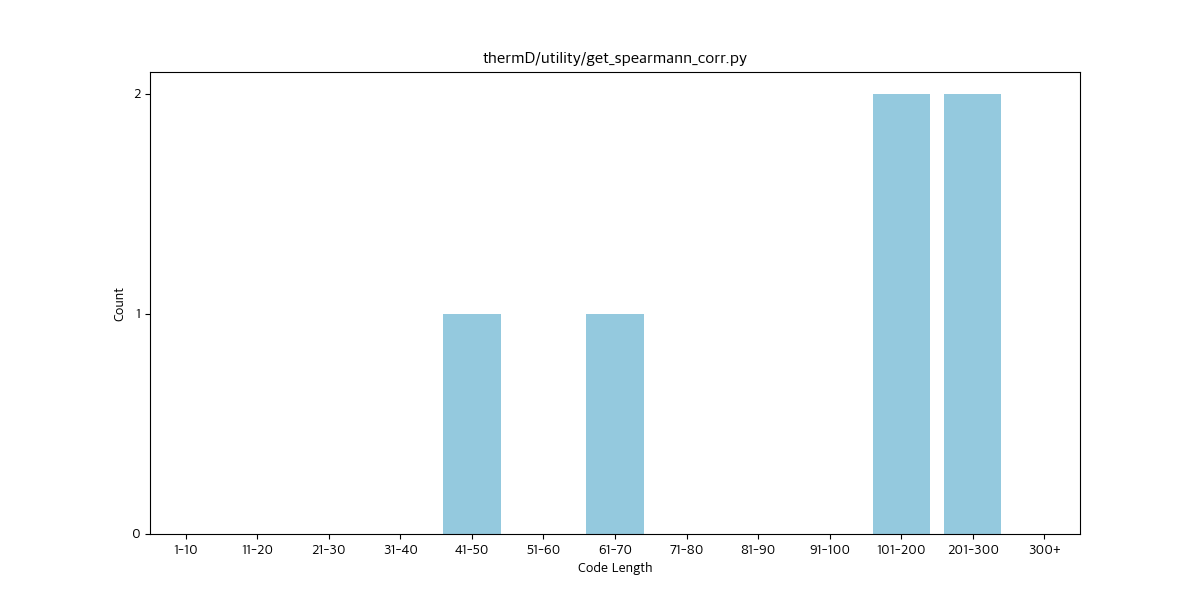 thermD/utility/get_spearmann_corr.py
2
1
0
Count
1-10 11-20 21-30 31-40 41-50 51-60 61-70 71-80 81-90 91-100 101-200 201-300 300+
Code Length